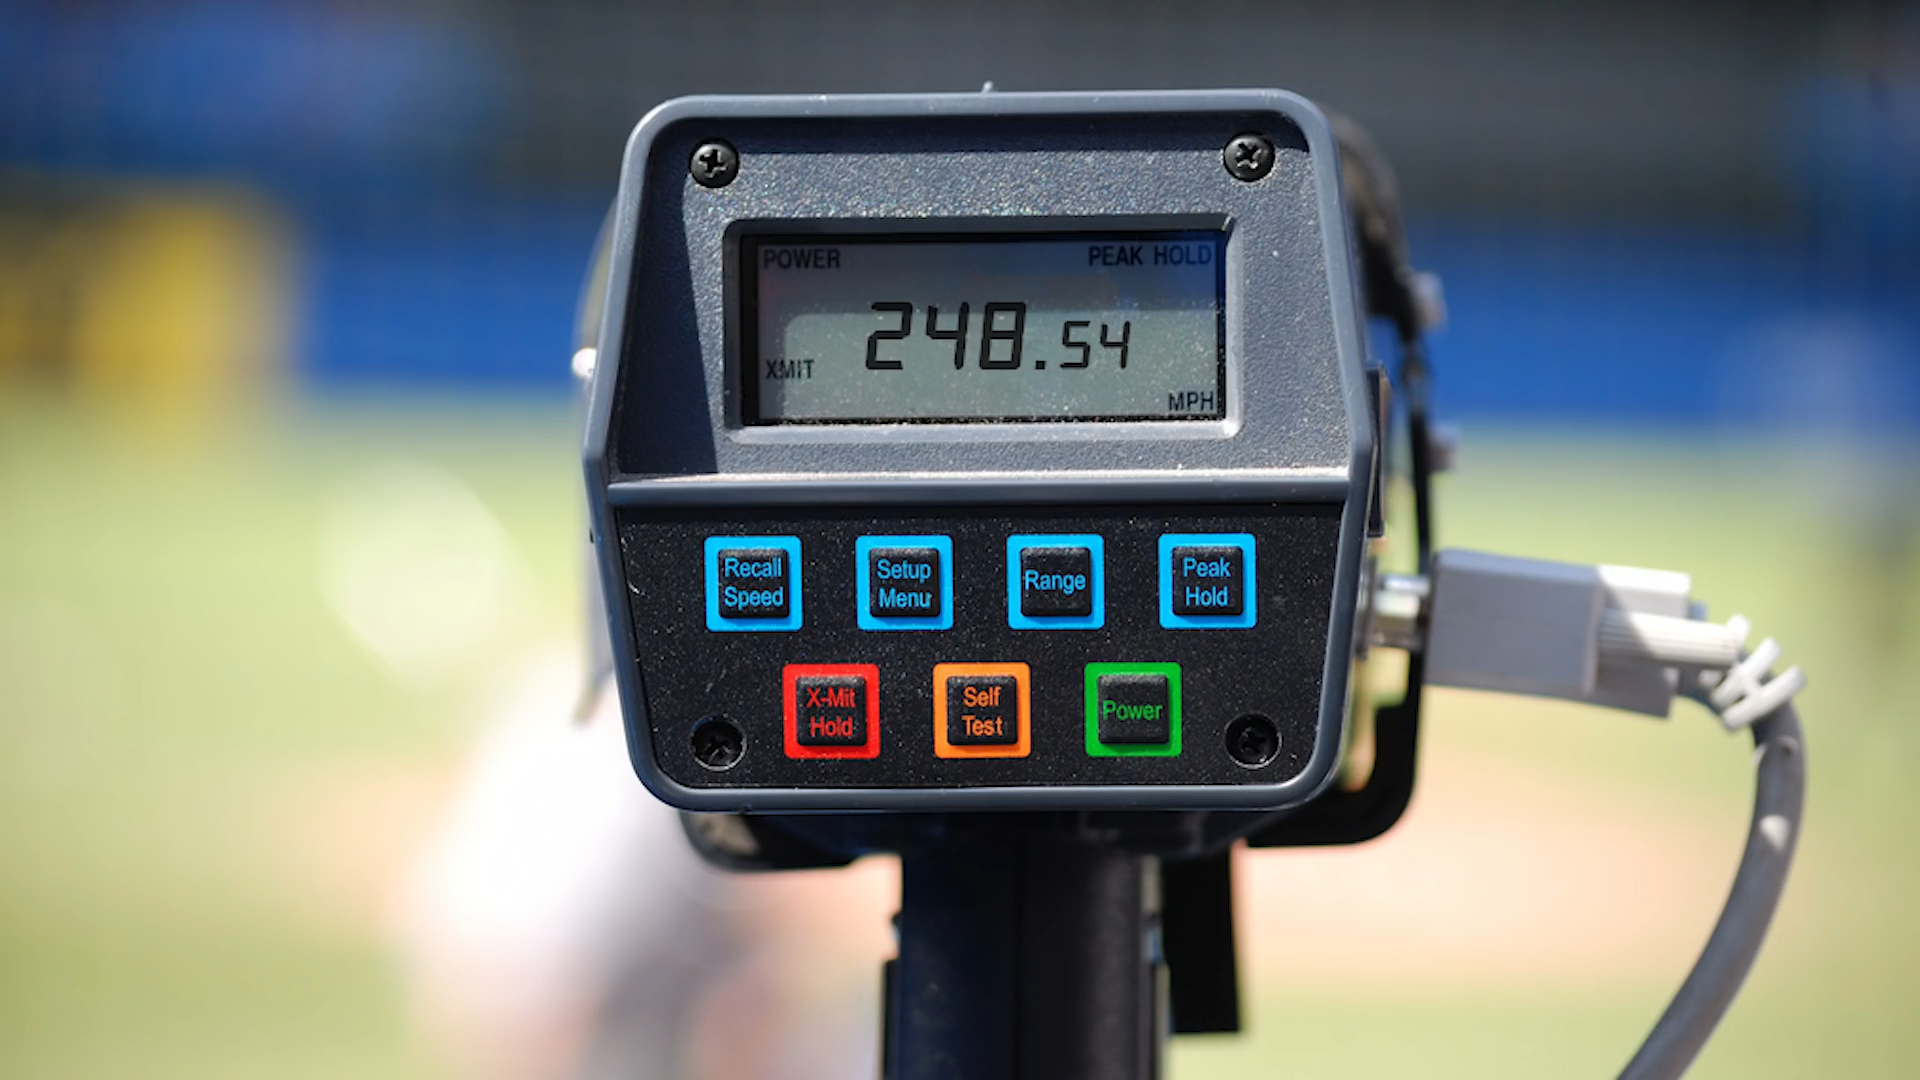 POWER PEAK HOLD
248.54
XMIT
MPH
Recall Speed
Setup Menu
Range
Peak Hold
X-Mit Hold
Self Test
Power